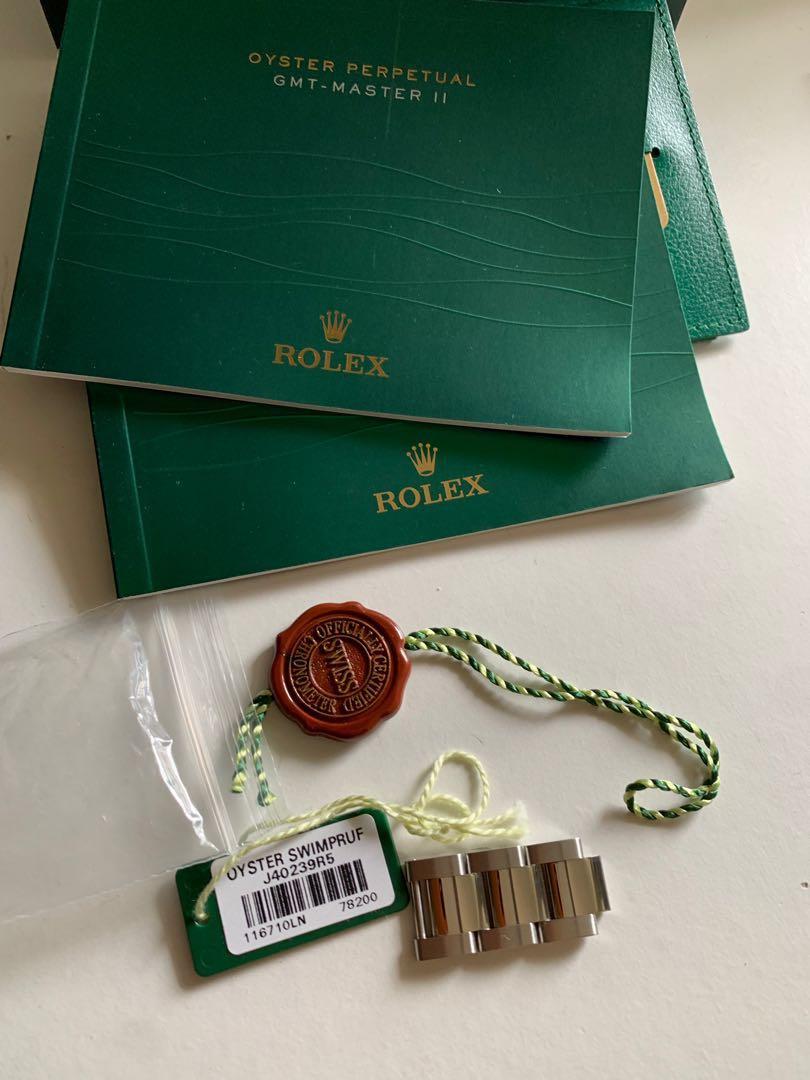 OYSTER PERPETUAL
GMT-MASTER II
ROLEX
ROLEX
OFFICIALLY CERTIFIED CHRONOMETER
SWISS
OYSTER SWIMPRUF
J40239R5
116710LN 78200